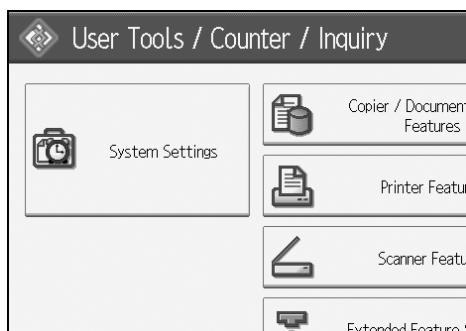 User Tools / Counter / Inquiry
System Settings
Copier / Document
Features
Printer
Scanner
Extended Feature